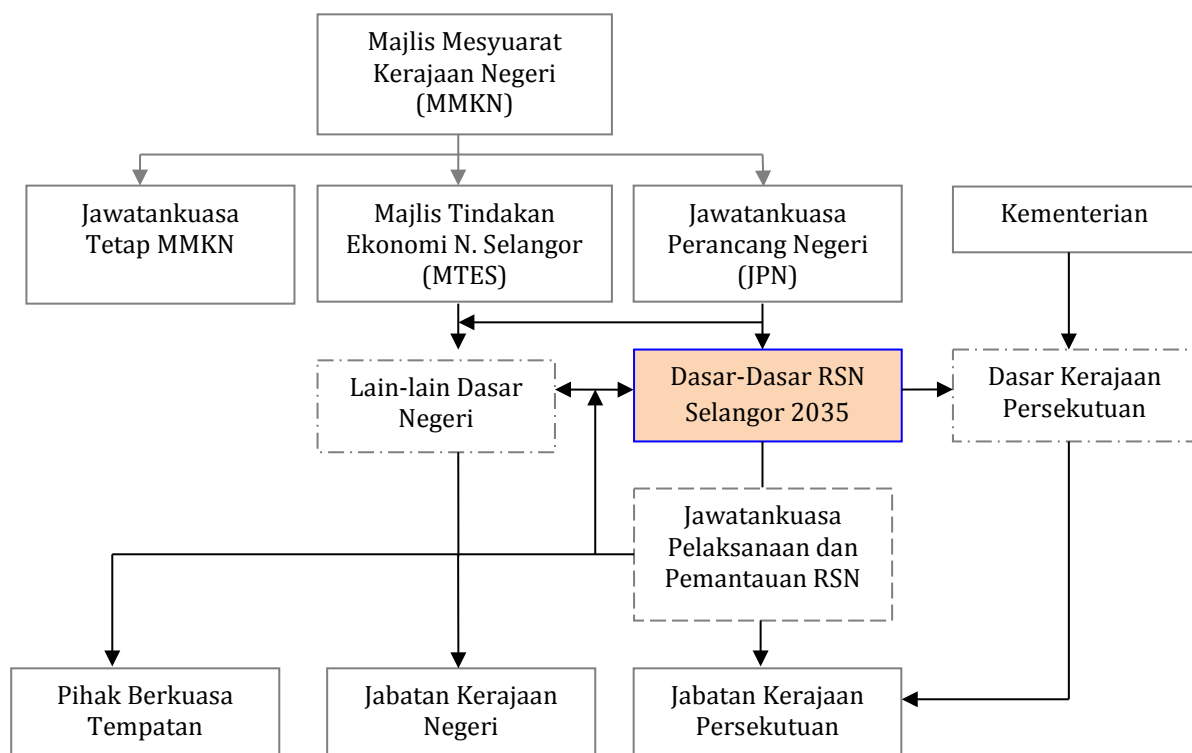 Majlis Mesyuarat
Kerajaan Negeri
(MMKN)
Jawatankuasa
Tetap MMKN
Majlis Tindakan
Ekonomi N. Selangor
(MTES)
Jawatankuasa
Perancang Negeri
(JPN)
Kementerian
Lain-lain Dasar
Negeri
Dasar-Dasar RSN
Selangor 2035
Dasar Kerajaan
Persekutuan
Jawatankuasa
Pelaksanaan dan
Pemantauan RSN
Pihak Berkuasa
Tempatan
Jabatan Kerajaan
Negeri
Jabatan Kerajaan
Persekutuan